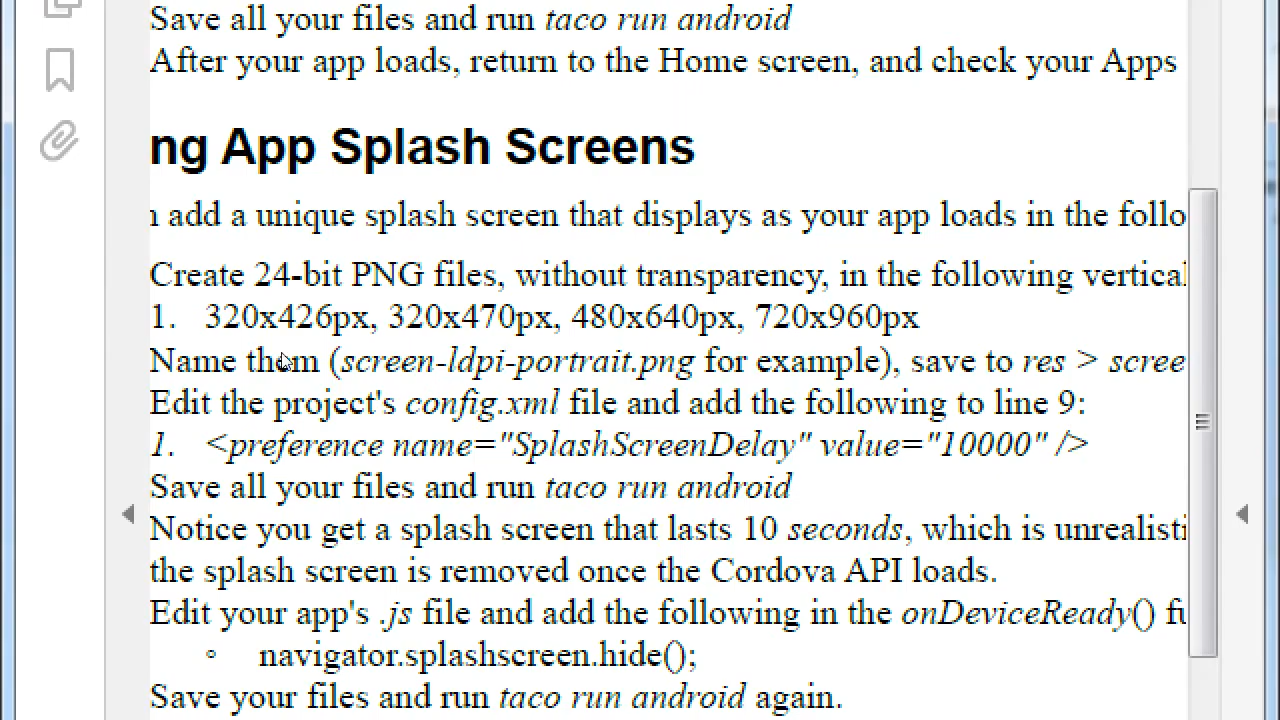 Save all your files and run taco run android
After your app loads, return to the Home screen, and check your Apps
ng App Splash Screens
add a unique splash screen that displays as your app loads in the follo
Create 24-bit PNG files, without transparency, in the following vertical
1. 320x426px, 320x470px, 480x640px, 720x960px
Name them (screen-ldpi-portrait.png for example), save to res > scree
Edit the project's config.xml file and add the following to line 9:
1. <preference name="SplashScreenDelay" value="10000" />
Save all your files and run taco run android
Notice you get a splash screen that lasts 10 seconds, which is unrealisti
the splash screen is removed once the Cordova API loads.
Edit your app's .js file and add the following in the onDeviceReady() fu
◦ navigator.splashscreen.hide();
Save your files and run taco run android again.